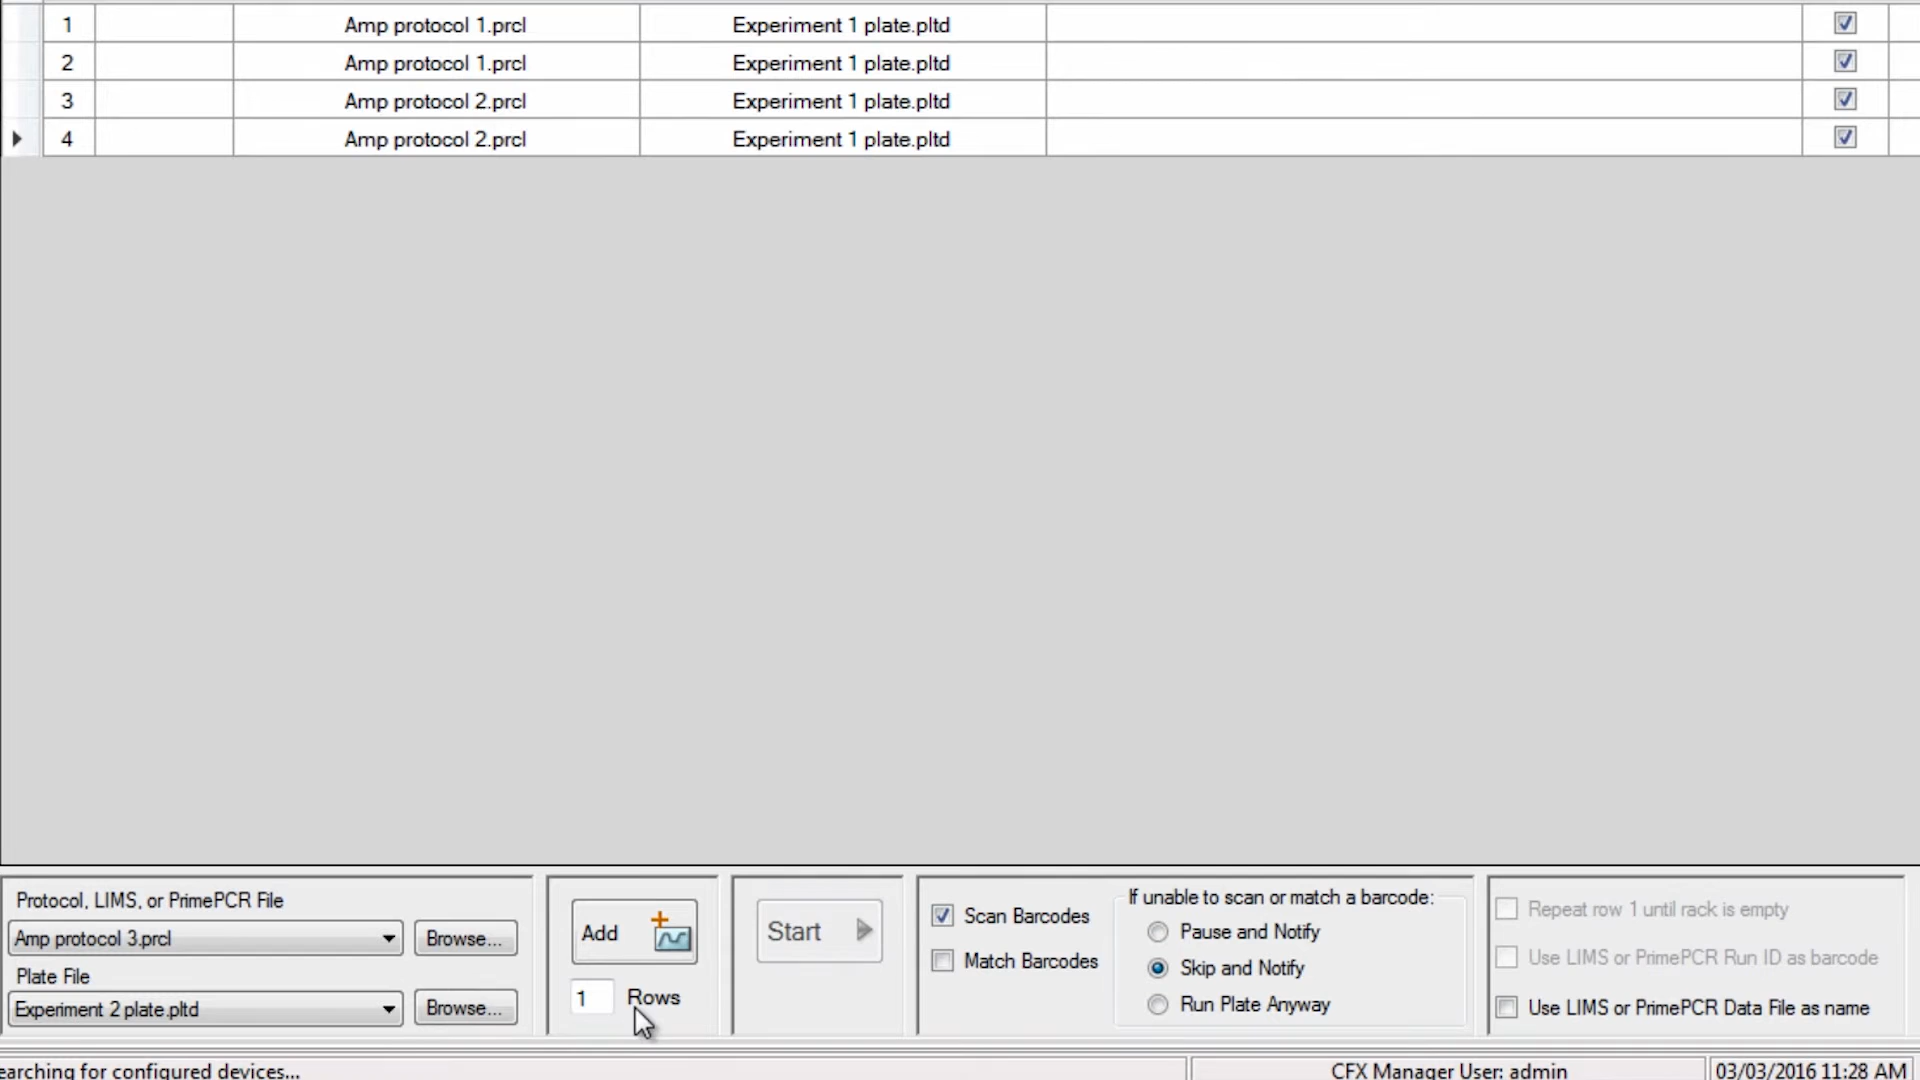 1 Amp protocol 1.prcl Experiment 1 plate.pltd
2 Amp protocol 1.prcl Experiment 1 plate.pltd
3 Amp protocol 2.prcl Experiment 1 plate.pltd
4 Amp protocol 2.prcl Experiment 1 plate.pltd
Protocol, LIMS, or PrimePCR File
Amp protocol 3.prcl Browse...
Plate File
Experiment 2 plate.pltd Browse...
Add
1 Rows
Start
Scan Barcodes
Match Barcodes
If unable to scan or match a barcode:
Pause and Notify
Skip and Notify
Run Plate Anyway
Repeat row 1 until rack is empty
Use LIMS or PrimePCR Run ID as barcode
Use LIMS or PrimePCR Data File as name
earching for configured devices...
CFX Manager User: admin
03/03/2016 11:28 AM